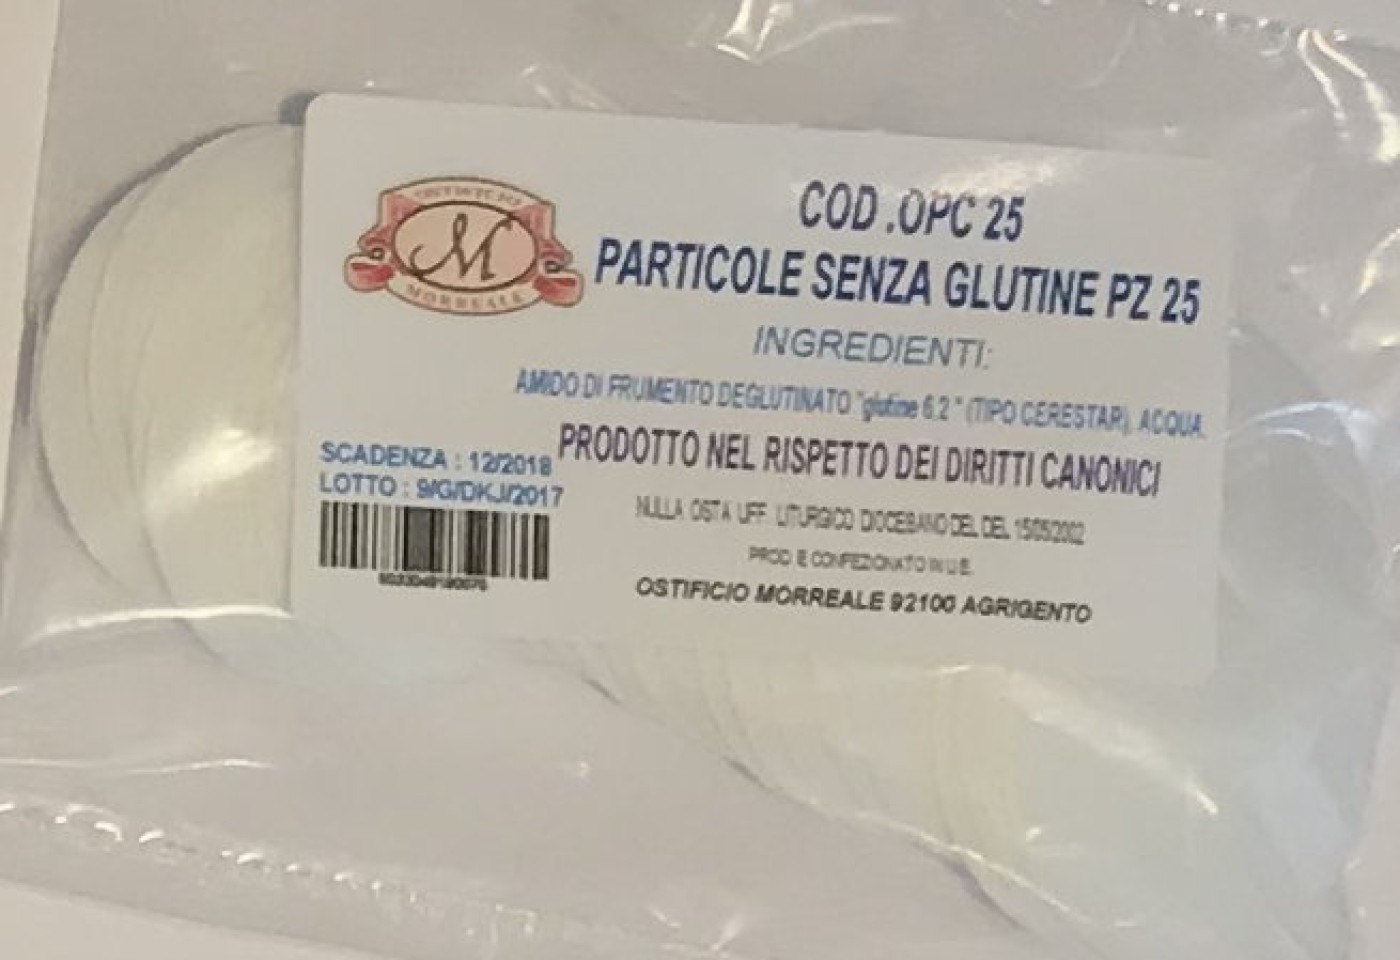 COD .OPC 25
PARTICOLE SENZA GLUTINE PZ 25
INGREDIENTI:
AMIDO DI FRUMENTO DEGLUTINATO "glutine 6.2 " (TIPO CERESTAR), ACQUA.
PRODOTTO NEL RISPETTO DEI DIRITTI CANONICI
NULLA OSTA UFF. LITURGICO DIOCESANO DEL DEL 15/05/2002
PROD. E CONFEZIONATO IN U.E.
OSTIFICIO MORREALE 92100 AGRIGENTO
M
MORREALE
SCADENZA : 12/2018
LOTTO : 9/G/DKJ/2017